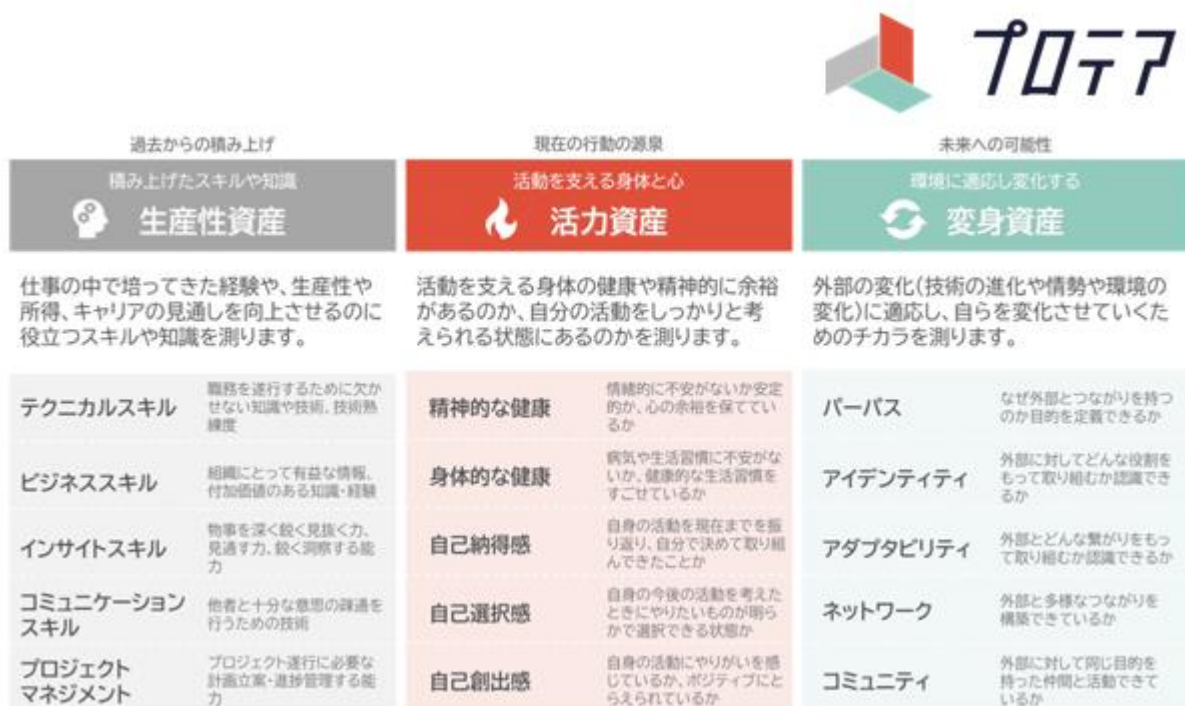 プロテア
過去からの積み上げ
積み上げたスキルや知識
生産性資産
仕事の中で培ってきた経験や、生産性や
所得、キャリアの見通しを向上させるのに
役立つスキルや知識を測ります。
テクニカルスキル
職務を遂行するために欠か
せない知識や技術、技術熟
練度
ビジネススキル
組織にとって有益な情報、
付加価値のある知識・経験
インサイトスキル
物事を深く鋭く見抜く力、
見通す力、鋭く洞察する能
力
コミュニケーション
スキル
他者と十分な意思の疎通を
行うための技術
プロジェクト
マネジメント
プロジェクト遂行に必要な
計画立案・進捗管理する能
力
現在の行動の源泉
活動を支える身体と心
活力資産
活動を支える身体の健康や精神的に余裕
があるのか、自分の活動をしっかりと考
えられる状態にあるのかを測ります。
精神的な健康
情緒的に不安がないか安定
的か、心の余裕を保ててい
るか
身体的な健康
病気や生活習慣に不安がな
いか、健康的な生活習慣を
すごせているか
自己納得感
自身の活動を現在までを振
り返り、自分で決めて取り組
んできたことか
自己選択感
自身の今後の活動を考えた
ときにやりたいものが明ら
かで選択できる状態か
自己創出感
自身の活動にやりがいを感
じているか、ポジティブにと
らえられているか
未来への可能性
環境に適応し変化する
変身資産
外部の変化(技術の進化や情勢や環境の
変化)に適応し、自らを変化させていくた
めのチカラを測ります。
パーパス
なぜ外部とつながりを持つ
のか目的を定義できるか
アイデンティティ
外部に対してどんな役割を
もって取り組むか認識でき
るか
アダプタビリティ
外部とどんな繋がりをもっ
て取り組むか認識できるか
ネットワーク
外部と多様なつながりを
構築できているか
コミュニティ
外部に対して同じ目的を
持った仲間と活動できて
いるか